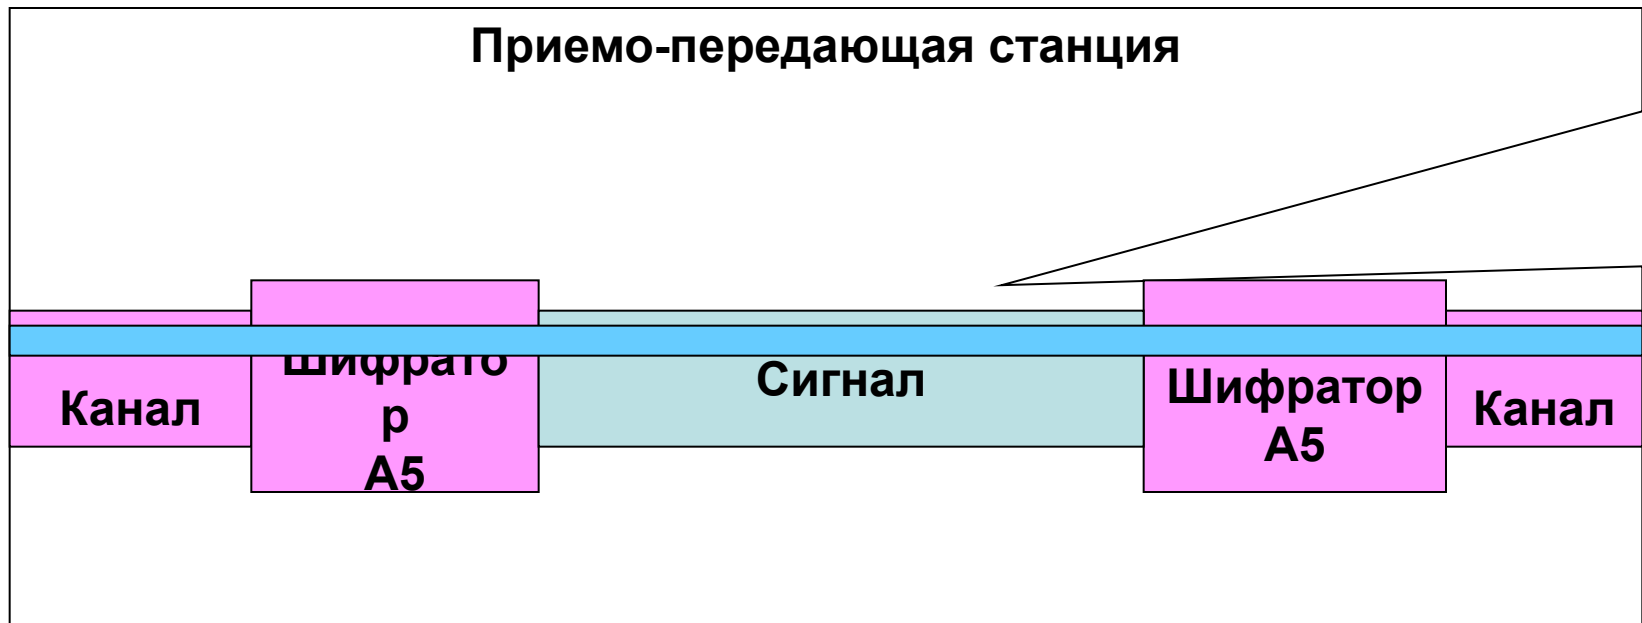 Приемо-передающая станция
Канал
Шифрато
р
А5
Сигнал
Шифратор
А5
Канал